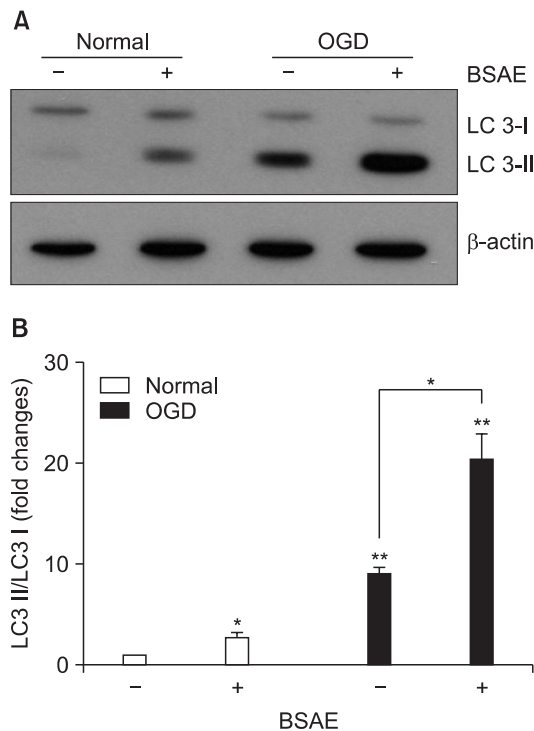 A
Normal OGD
− + − + BSAE
LC 3-I
LC 3-II
β-actin
B
30
20
10
0
LC3 II/LC3 I (fold changes)
Normal
OGD
*
**
*
**
− + − +
BSAE